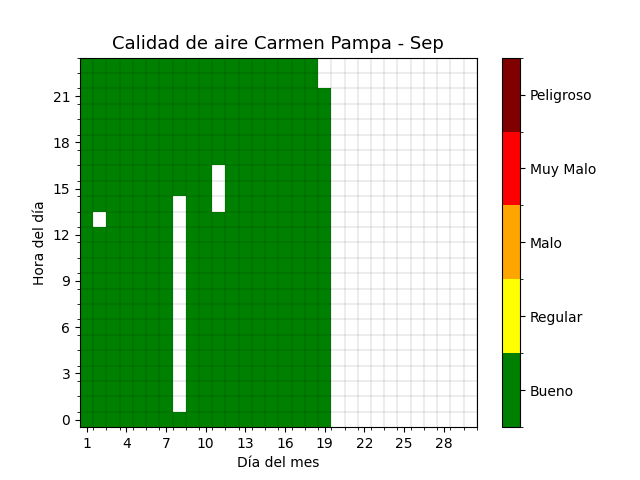 Calidad de aire Carmen Pampa - Sep
Peligroso
Muy Malo
Malo
Regular
Bueno
Hora del día
21
18
15
12
9
6
3
0
1 4 7 10 13 16 19 22 25 28
Día del mes